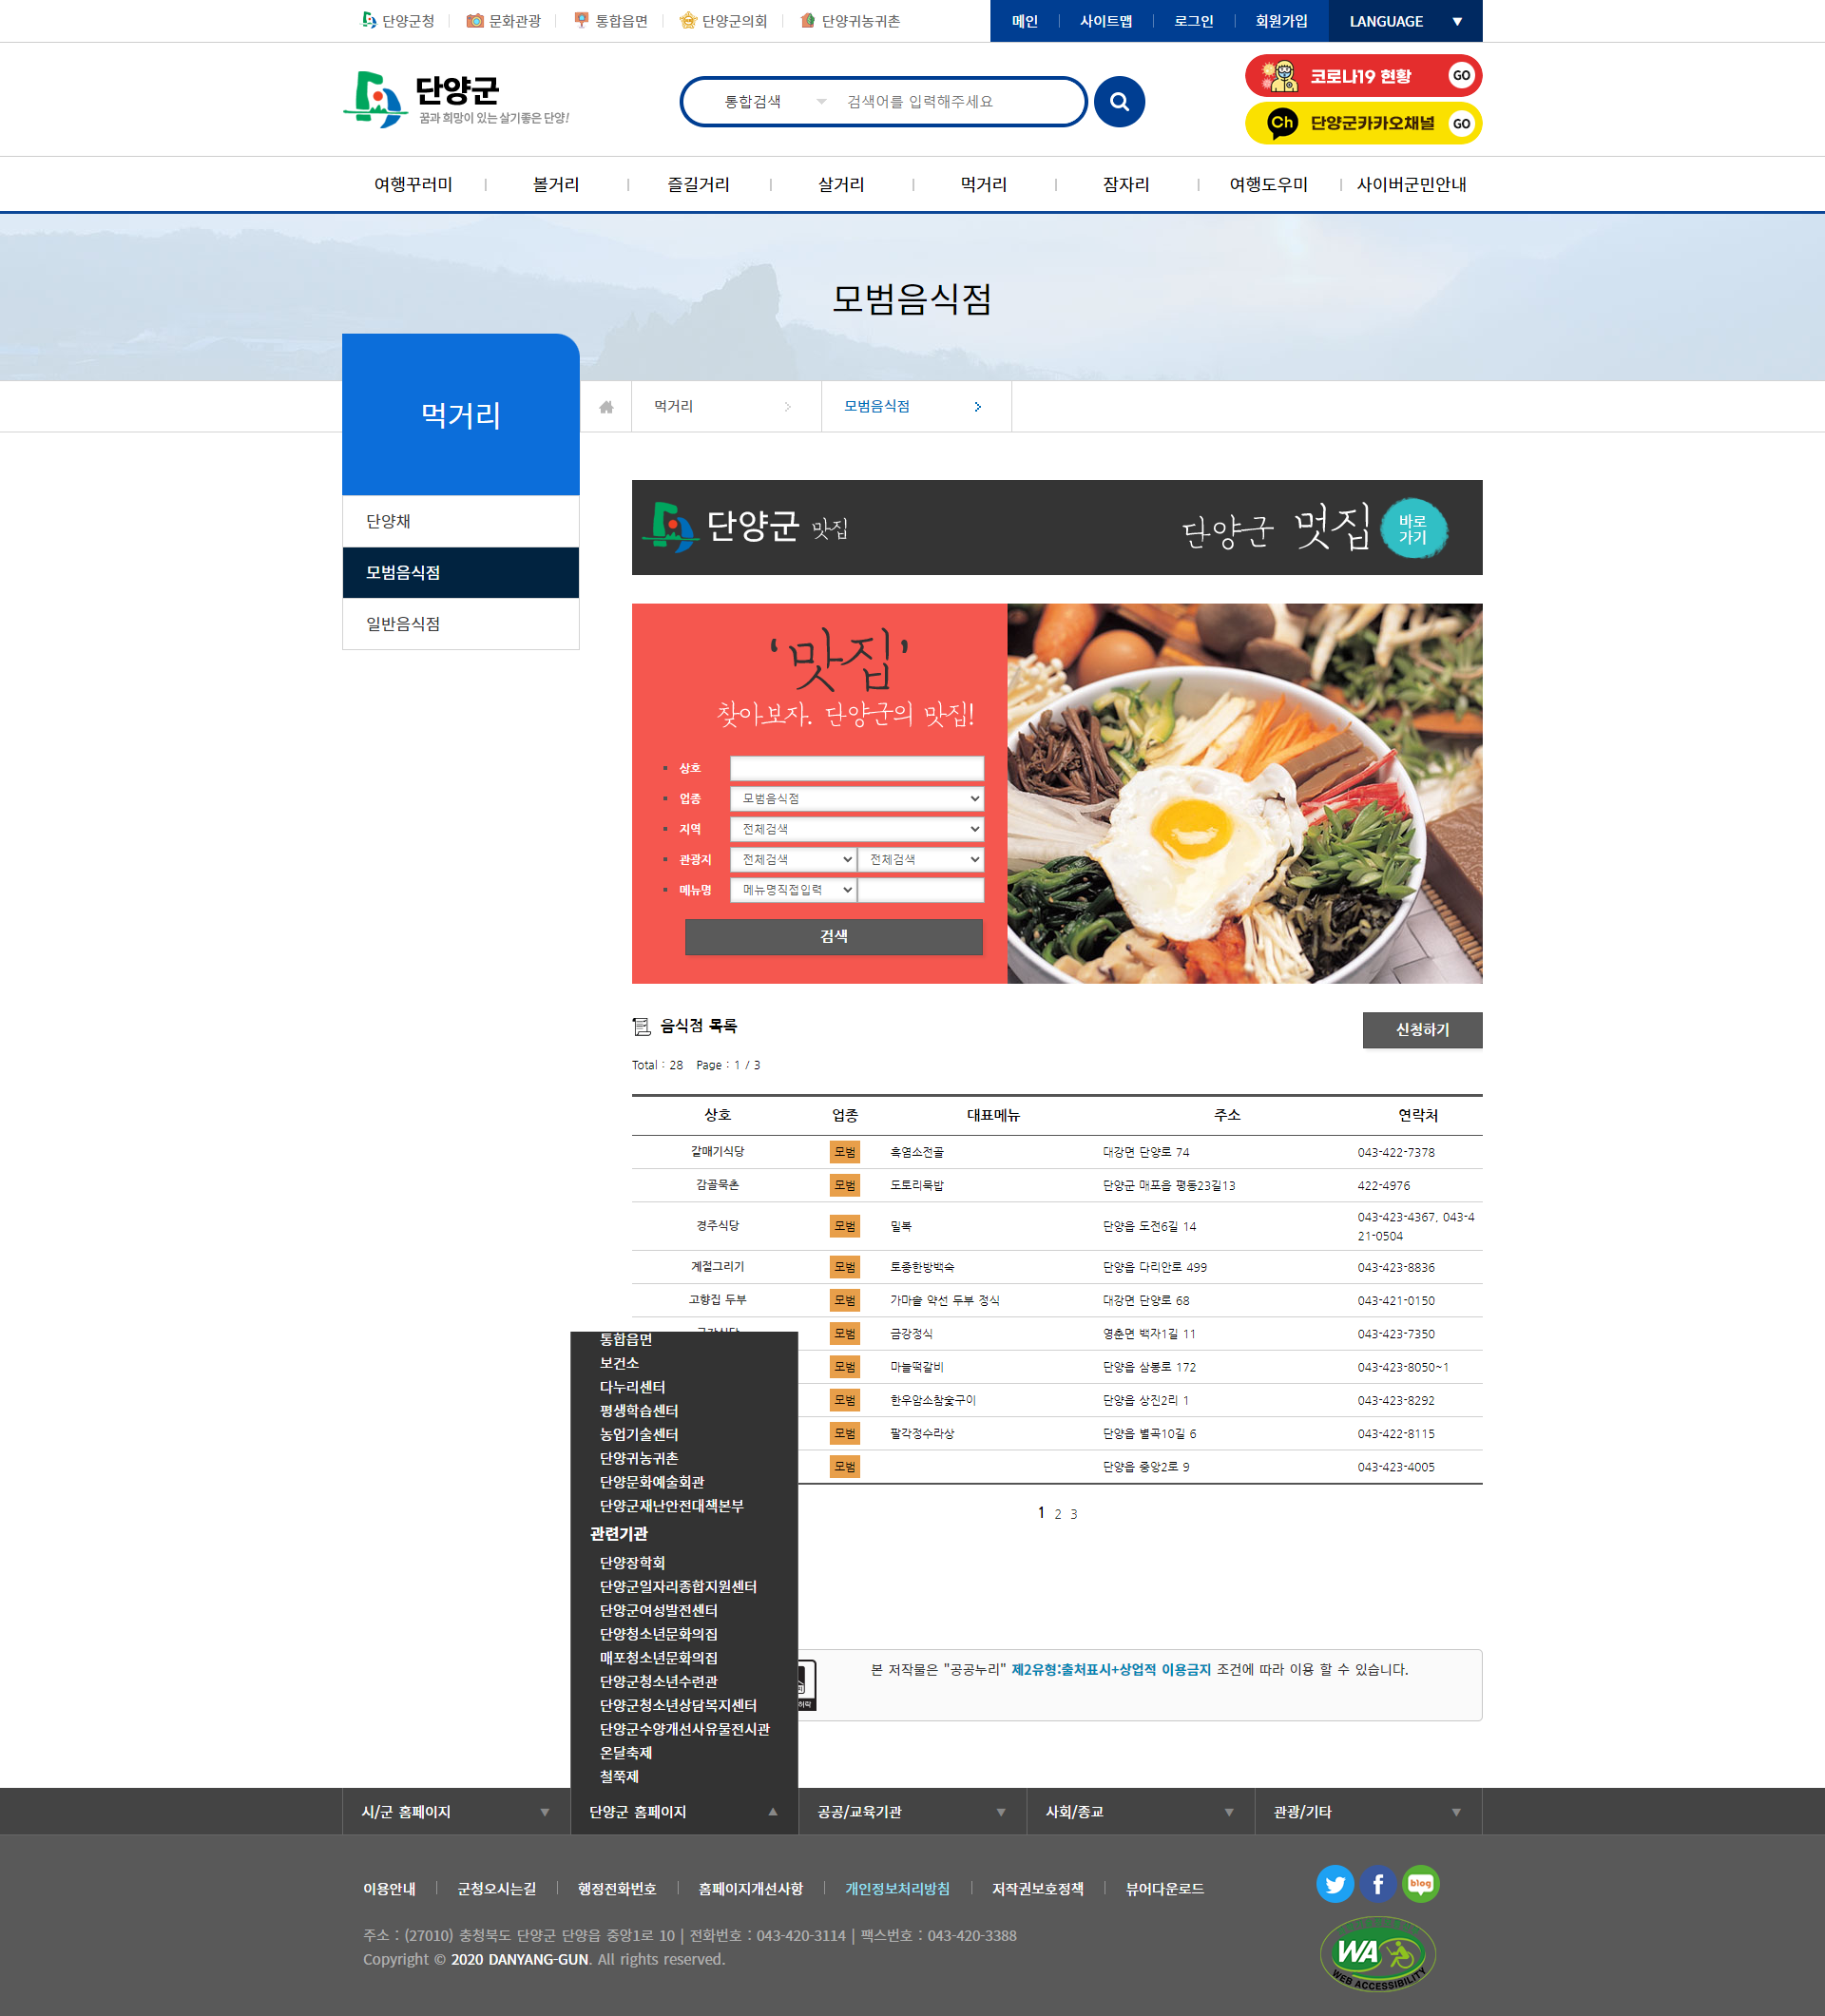 단양군청 문화관광 통합읍면 단양군의회 단양귀농귀촌
메인 사이트맵 로그인 회원가입 LANGUAGE ▼
단양군
꿈과 희망이 있는 살기좋은 단양!
통합검색 검색어를 입력해주세요
코로나19 현황 GO
Ch 단양군카카오채널 GO
여행꾸러미 볼거리 즐길거리 살거리 먹거리 잠자리 여행도우미 사이버군민안내
모범음식점
먹거리
먹거리 모범음식점
단양채
모범음식점
일반음식점
단양군 맛집
단양군 멋집 바로
가기
‘맛집’
찾아보자. 단양군의 맛집!
상호
업종 모범음식점
지역 전체검색
관광지 전체검색 전체검색
메뉴명 메뉴명직접입력
검색
음식점 목록
신청하기
Total : 28 Page : 1 / 3
상호 업종 대표메뉴 주소 연락처
갈매기식당 모범 흑염소전골 대강면 단양로 74 043-422-7378
감골묵촌 모범 도토리묵밥 단양군 매포읍 평동23길13 422-4976
경주식당 모범 밀복 단양읍 도전6길 14 043-423-4367, 043-4
21-0504
계절그리기 모범 토종한방백숙 단양읍 다리안로 499 043-423-8836
고향집 두부 모범 가마솥 약선 두부 정식 대강면 단양로 68 043-421-0150
모범 금강정식 영춘면 백자1길 11 043-423-7350
모범 마늘떡갈비 단양읍 삼봉로 172 043-423-8050~1
모범 한우암소참숯구이 단양읍 상진2리 1 043-423-8292
모범 팔각정수라상 단양읍 별곡10길 6 043-422-8115
모범 단양읍 중앙2로 9 043-423-4005
1 2 3
통합읍면
보건소
다누리센터
평생학습센터
농업기술센터
단양귀농귀촌
단양문화예술회관
단양군재난안전대책본부
관련기관
단양장학회
단양군일자리종합지원센터
단양군여성발전센터
단양청소년문화의집
매포청소년문화의집
단양군청소년수련관
단양군청소년상담복지센터
단양군수양개선사유물전시관
온달축제
철쭉제
본 저작물은 "공공누리" 제2유형:출처표시+상업적 이용금지 조건에 따라 이용 할 수 있습니다.
시/군 홈페이지 ▼ 단양군 홈페이지 ▲ 공공/교육기관 ▼ 사회/종교 ▼ 관광/기타 ▼
이용안내 군청오시는길 행정전화번호 홈페이지개선사항 개인정보처리방침 저작권보호정책 뷰어다운로드
blog
주소 : (27010) 충청북도 단양군 단양읍 중앙1로 10 | 전화번호 : 043-420-3114 | 팩스번호 : 043-420-3388
Copyright © 2020 DANYANG-GUN. All rights reserved.
WA
WEB ACCESSIBILITY